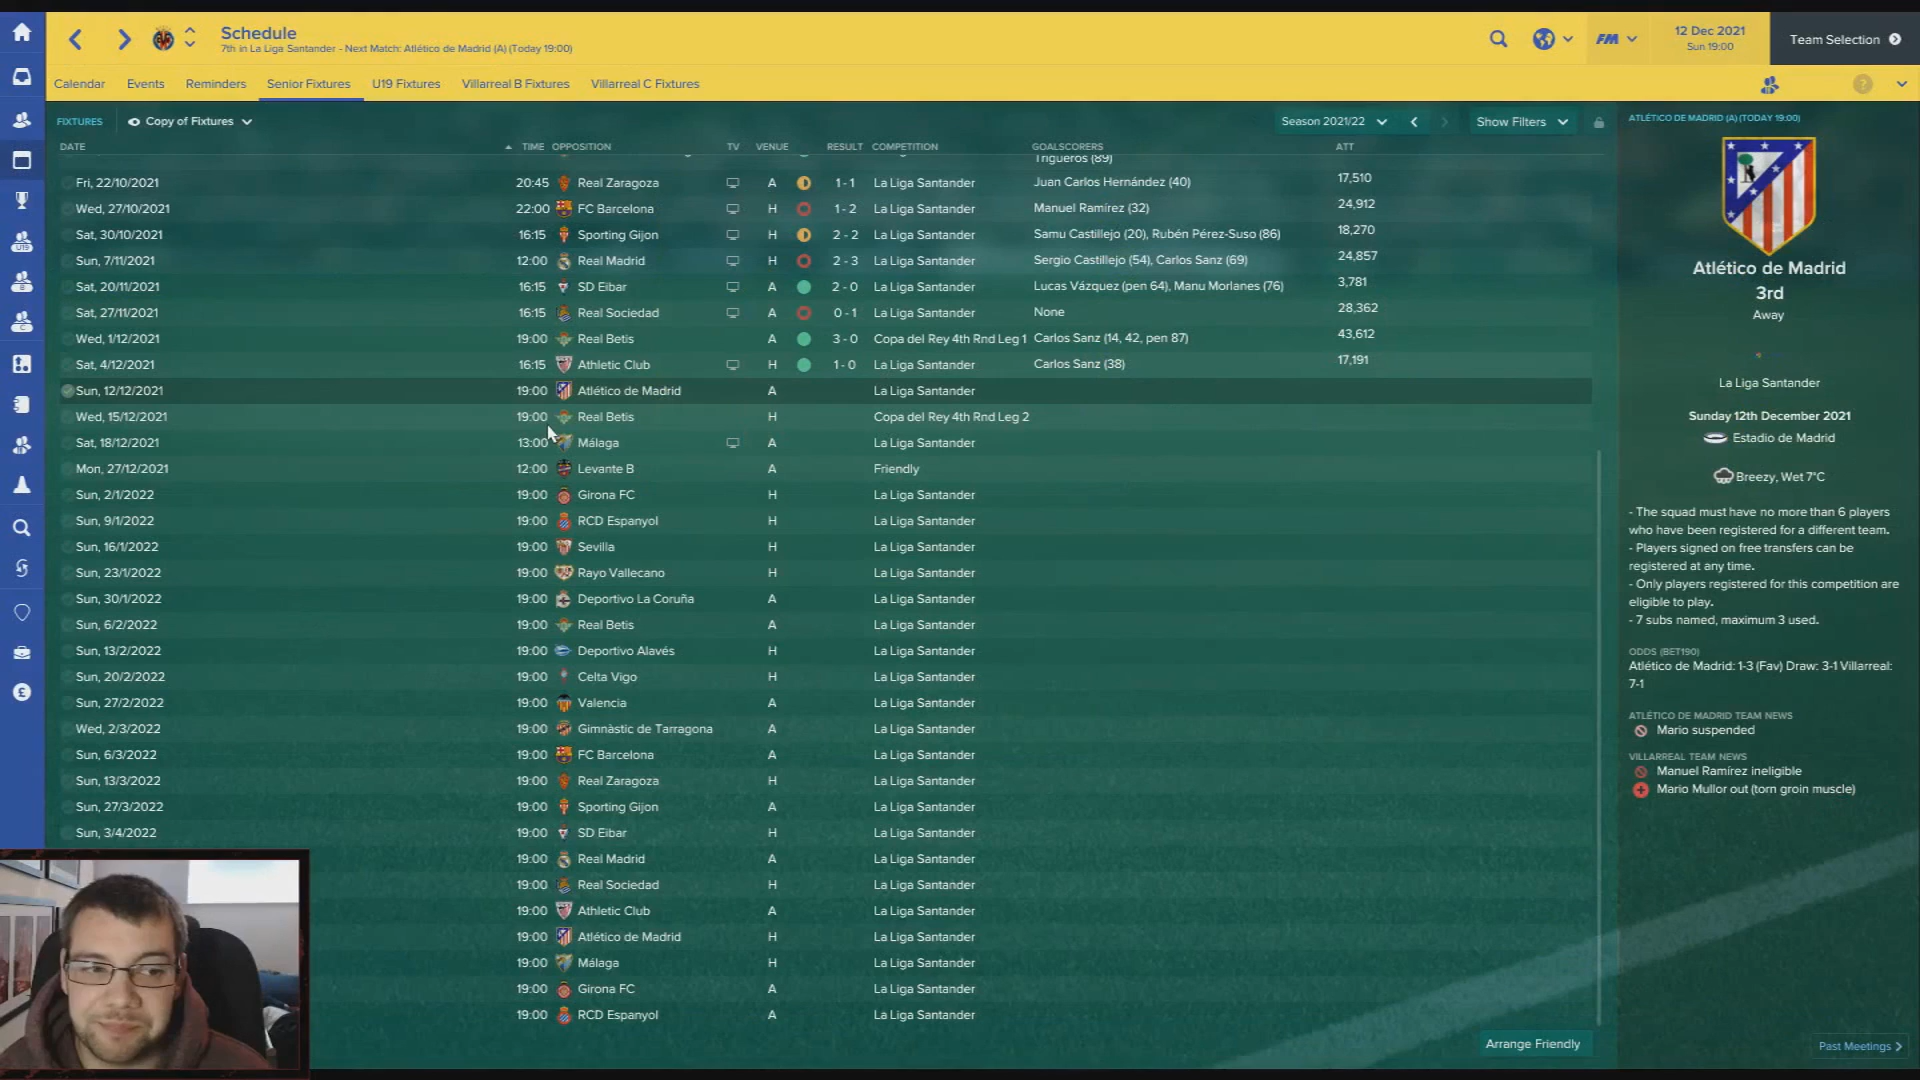 Schedule
7th in La Liga Santander - Next Match: Atlético de Madrid (A) (Today 19:00)
FM
12 Dec 2021
Sun 19:00
Team Selection
Calendar Events Reminders Senior Fixtures U19 Fixtures Villarreal B Fixtures Villarreal C Fixtures
FIXTURES Copy of Fixtures Season 2021/22 Show Filters
DATE TIME OPPOSITION TV VENUE RESULT COMPETITION GOALSCORERS ATT
Trigueros (89)
Fri, 22/10/2021 20:45 Real Zaragoza A 1 - 1 La Liga Santander Juan Carlos Hernández (40) 17,510
Wed, 27/10/2021 22:00 FC Barcelona H 1 - 2 La Liga Santander Manuel Ramírez (32) 24,912
Sat, 30/10/2021 16:15 Sporting Gijon H 2 - 2 La Liga Santander Samu Castillejo (20), Rubén Pérez-Suso (86) 18,270
Sun, 7/11/2021 12:00 Real Madrid H 2 - 3 La Liga Santander Sergio Castillejo (54), Carlos Sanz (69) 24,857
Sat, 20/11/2021 16:15 SD Eibar A 2 - 0 La Liga Santander Lucas Vázquez (pen 64), Manu Morlanes (76) 3,781
Sat, 27/11/2021 16:15 Real Sociedad A 0 - 1 La Liga Santander None 28,362
Wed, 1/12/2021 19:00 Real Betis A 3 - 0 Copa del Rey 4th Rnd Leg 1 Carlos Sanz (14, 42, pen 87) 43,612
Sat, 4/12/2021 16:15 Athletic Club H 1 - 0 La Liga Santander Carlos Sanz (38) 17,191
Sun, 12/12/2021 19:00 Atlético de Madrid A La Liga Santander
Wed, 15/12/2021 19:00 Real Betis H Copa del Rey 4th Rnd Leg 2
Sat, 18/12/2021 13:00 Málaga A La Liga Santander
Mon, 27/12/2021 12:00 Levante B A Friendly
Sun, 2/1/2022 19:00 Girona FC H La Liga Santander
Sun, 9/1/2022 19:00 RCD Espanyol H La Liga Santander
Sun, 16/1/2022 19:00 Sevilla H La Liga Santander
Sun, 23/1/2022 19:00 Rayo Vallecano H La Liga Santander
Sun, 30/1/2022 19:00 Deportivo La Coruña A La Liga Santander
Sun, 6/2/2022 19:00 Real Betis A La Liga Santander
Sun, 13/2/2022 19:00 Deportivo Alavés H La Liga Santander
Sun, 20/2/2022 19:00 Celta Vigo H La Liga Santander
Sun, 27/2/2022 19:00 Valencia A La Liga Santander
Wed, 2/3/2022 19:00 Gimnàstic de Tarragona A La Liga Santander
Sun, 6/3/2022 19:00 FC Barcelona A La Liga Santander
Sun, 13/3/2022 19:00 Real Zaragoza H La Liga Santander
Sun, 27/3/2022 19:00 Sporting Gijon A La Liga Santander
Sun, 3/4/2022 19:00 SD Eibar H La Liga Santander
19:00 Real Madrid A La Liga Santander
19:00 Real Sociedad H La Liga Santander
19:00 Athletic Club A La Liga Santander
19:00 Atlético de Madrid H La Liga Santander
19:00 Málaga H La Liga Santander
19:00 Girona FC A La Liga Santander
19:00 RCD Espanyol A La Liga Santander
Arrange Friendly
ATLÉTICO DE MADRID (A) (TODAY 19:00)
Atlético de Madrid
3rd
Away
La Liga Santander
Sunday 12th December 2021
Estadio de Madrid
Breezy, Wet 7°C
- The squad must have no more than 6 players
who have been registered for a different team.
- Players signed on free transfers can be
registered at any time.
- Only players registered for this competition are
eligible to play.
- 7 subs named, maximum 3 used.
ODDS (BET190)
Atlético de Madrid: 1-3 (Fav) Draw: 3-1 Villarreal:
7-1
ATLÉTICO DE MADRID TEAM NEWS
Mario suspended
VILLARREAL TEAM NEWS
Manuel Ramírez ineligible
Mario Mullor out (torn groin muscle)
Past Meetings